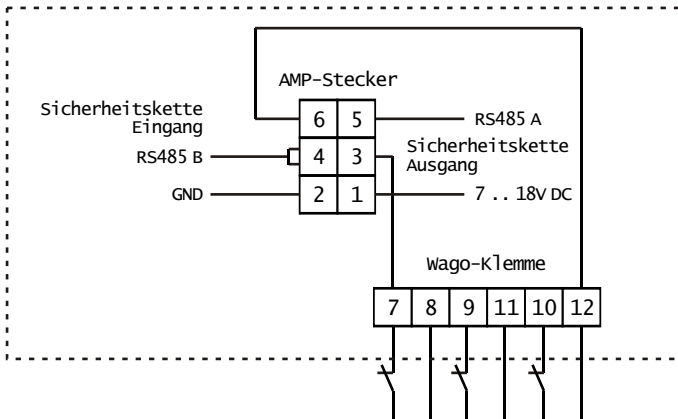 AMP-Stecker
Sicherheitskette
Eingang
6 5
RS485 A
RS485 B
4 3
Sicherheitskette
Ausgang
GND
2 1
7 .. 18V DC
Wago-Klemme
7 8 9 11 10 12